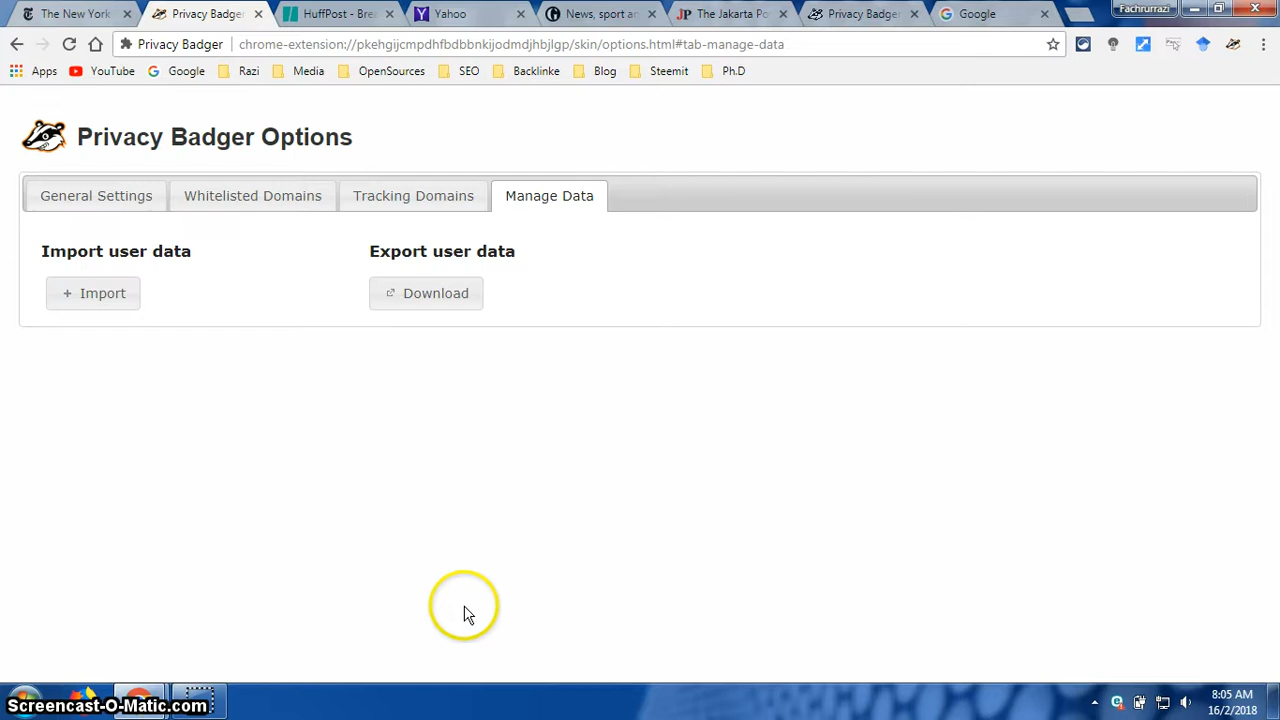 The New York
Privacy Badger
HuffPost - Bre
Yahoo
News, sport an
The Jakarta Po
Privacy Badger
Google
Fachrurrazi
Privacy Badger
chrome-extension://pkehgijcmpdhfbdbbnkijodmdjhbjlgp/skin/options.html#tab-manage-data
Apps
YouTube
Google
Razi
Media
OpenSources
SEO
Backlinke
Blog
Steemit
Ph.D
Privacy Badger Options
General Settings
Whitelisted Domains
Tracking Domains
Manage Data
Import user data
Export user data
+ Import
Download
Screencast-O-Matic.com
8:05 AM
16/2/2018